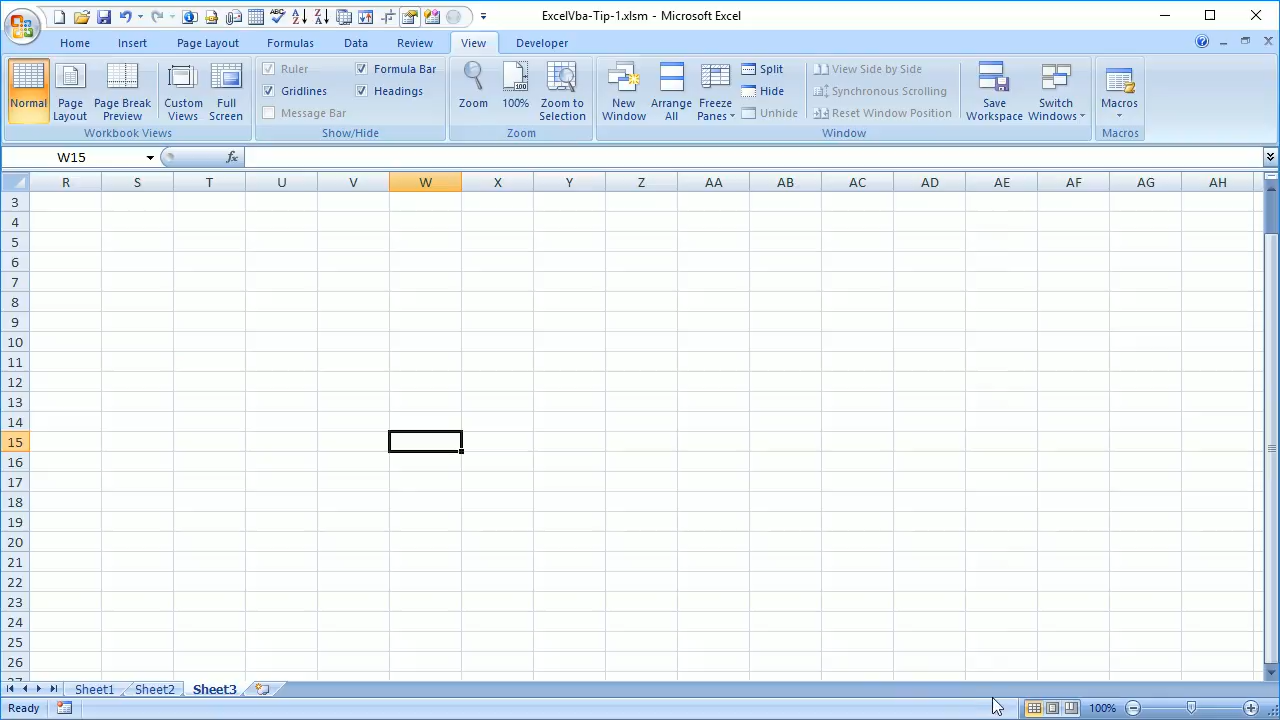 ExcelVba-Tip-1.xlsm - Microsoft Excel
Home Insert Page Layout Formulas Data Review View Developer
Normal Page Layout Page Break Preview Custom Views Full Screen
Workbook Views
Ruler Formula Bar
Gridlines Headings
Message Bar
Show/Hide
Zoom 100% Zoom to Selection
Zoom
New Window Arrange All Freeze Panes
Split
Hide
Unhide
View Side by Side
Synchronous Scrolling
Reset Window Position
Save Workspace Switch Windows
Window
Macros
Macros
W15 fx
R S T U V W X Y Z AA AB AC AD AE AF AG AH
3
4
5
6
7
8
9
10
11
12
13
14
15
16
17
18
19
20
21
22
23
24
25
26
27
Sheet1 Sheet2 Sheet3
Ready 100%